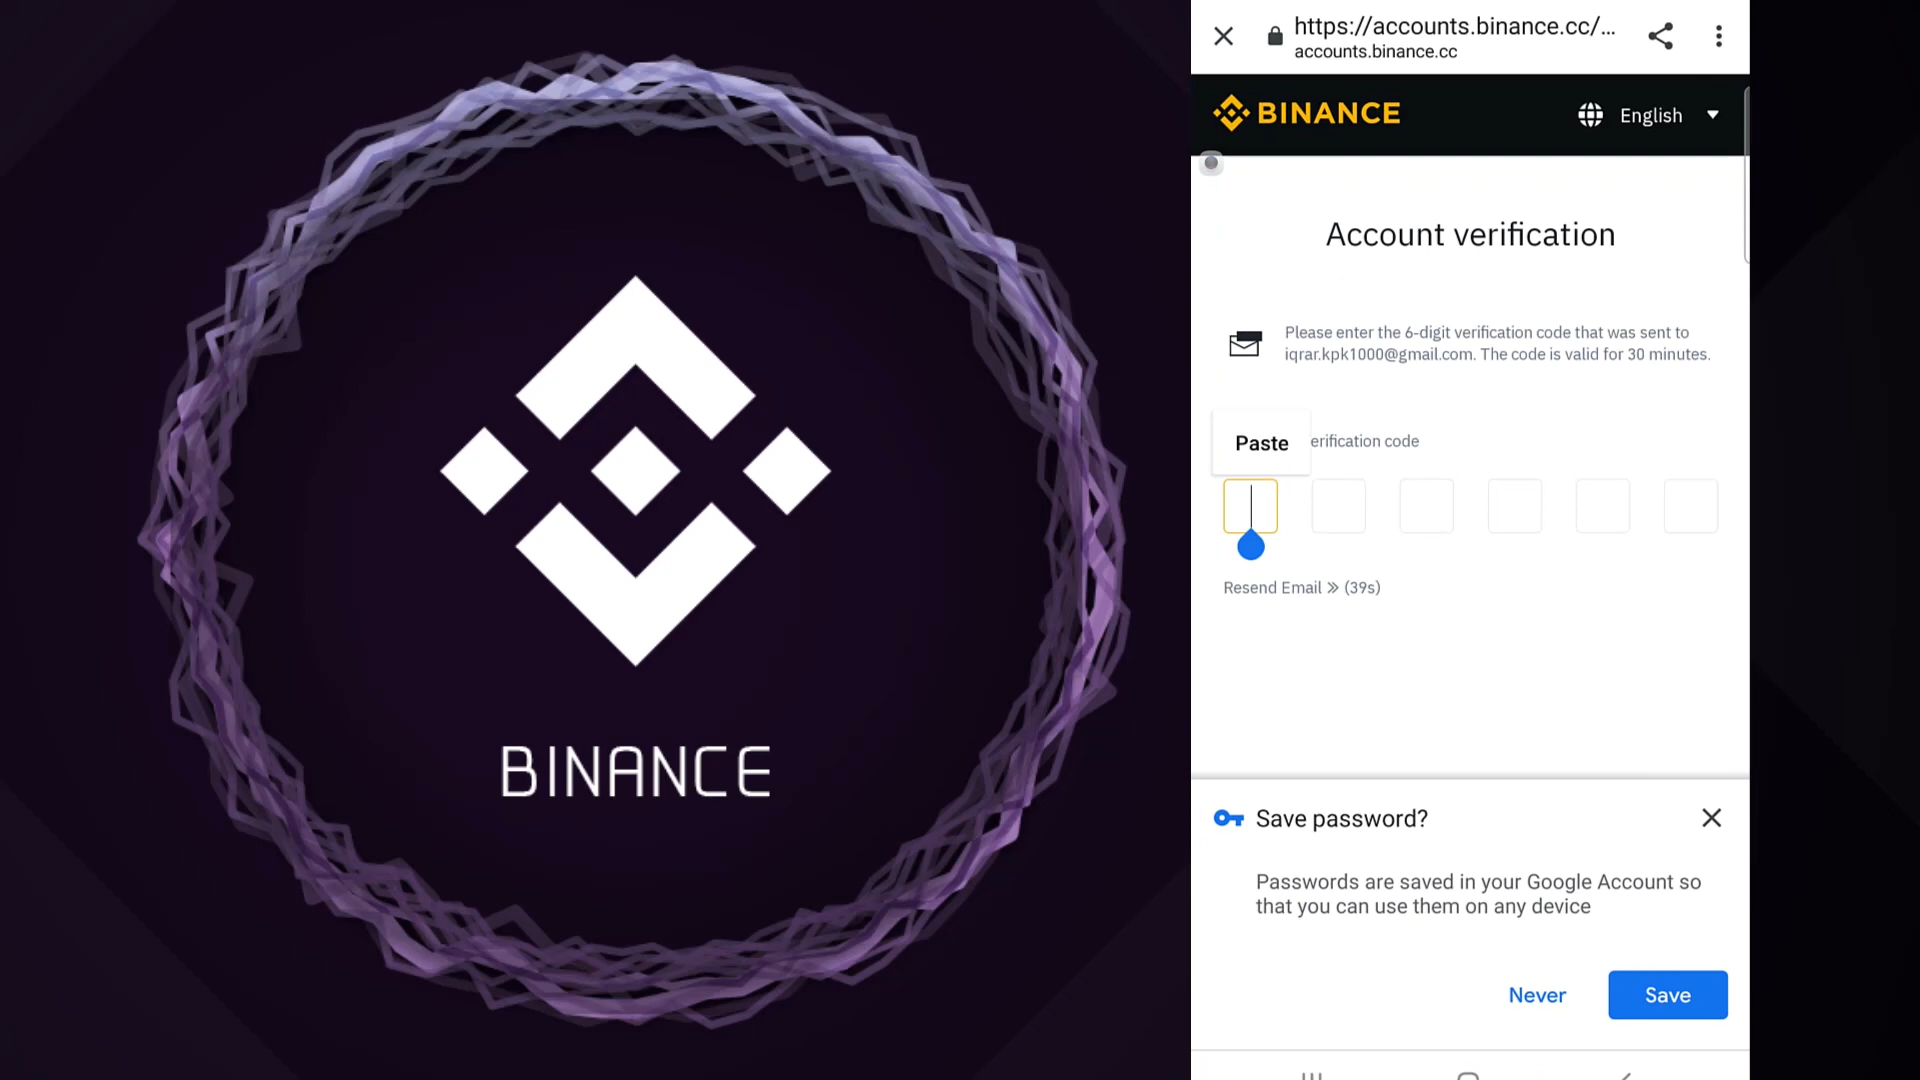 BINANCE
https://accounts.binance.cc/...
accounts.binance.cc
BINANCE
English
Account verification
Please enter the 6-digit verification code that was sent to
iqrar.kpk1000@gmail.com. The code is valid for 30 minutes.
Paste
erification code
Resend Email » (39s)
Save password?
Passwords are saved in your Google Account so
that you can use them on any device
Never
Save